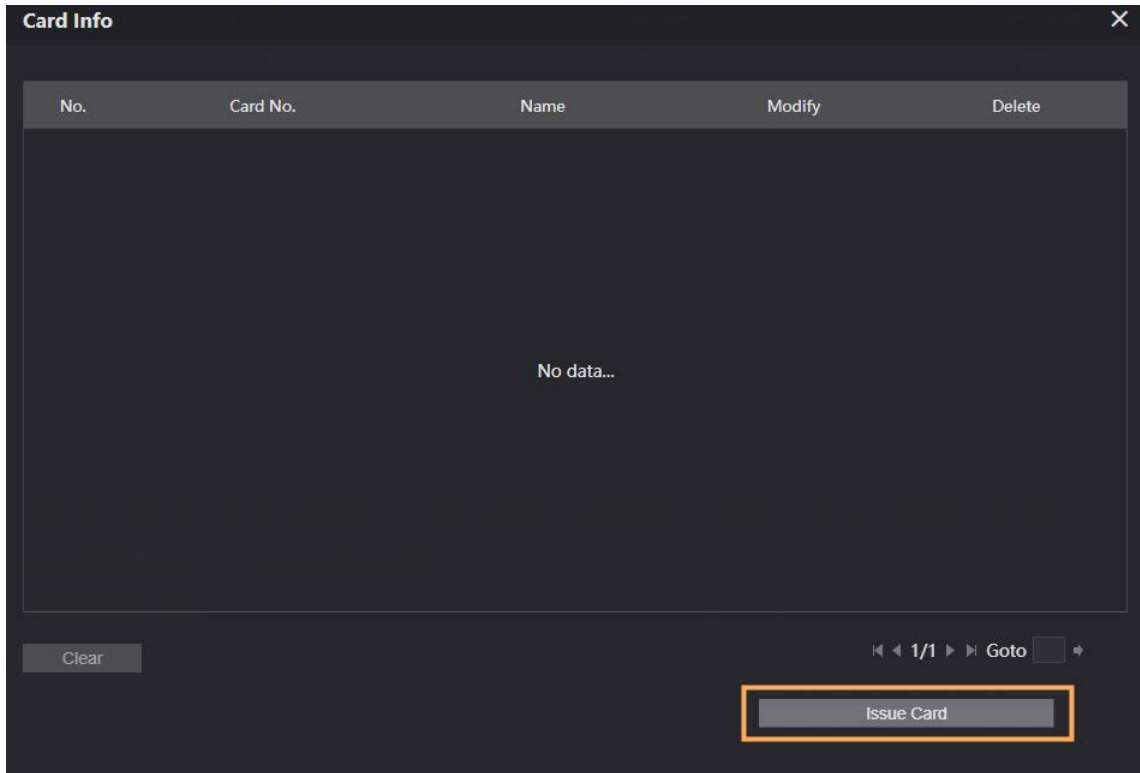 Card Info
No. Card No. Name Modify Delete
No data...
Clear 1/1 Goto
Issue Card